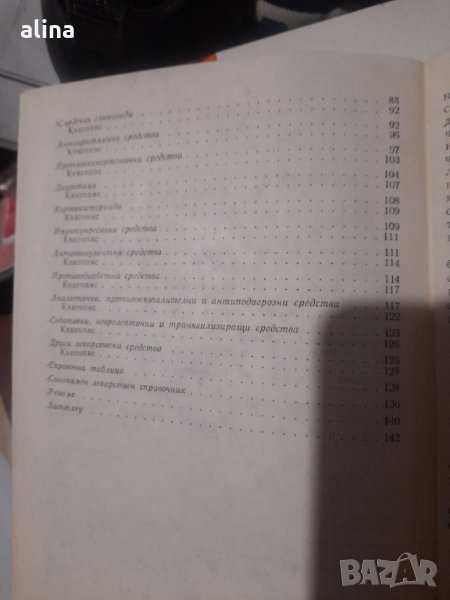 alina
Сърдечни гликозиди 88
Книгопис 92
Антиаритмични средства 92
Книгопис 96
Противохипертонични средства 97
Книгопис 103
Диуретици 104
Книгопис 107
Кортикостероиди 108
Книгопис 109
Имуносупресивни средства 109
Книгопис 111
Антикоагулантни средства 111
Книгопис 114
Противодиабетни средства 114
Книгопис 117
Аналгетични, противовъзпалителни и антиподагрозни средства 117
122
Седативни, невролептични и транквилизиращи средства
Книгопис 123
Други лекарствени средства 126
Книгопис 128
Справочна таблица 128
Синонимен лекарствен справочник 128
Резюме 136
Summary 140
142
BAZAR